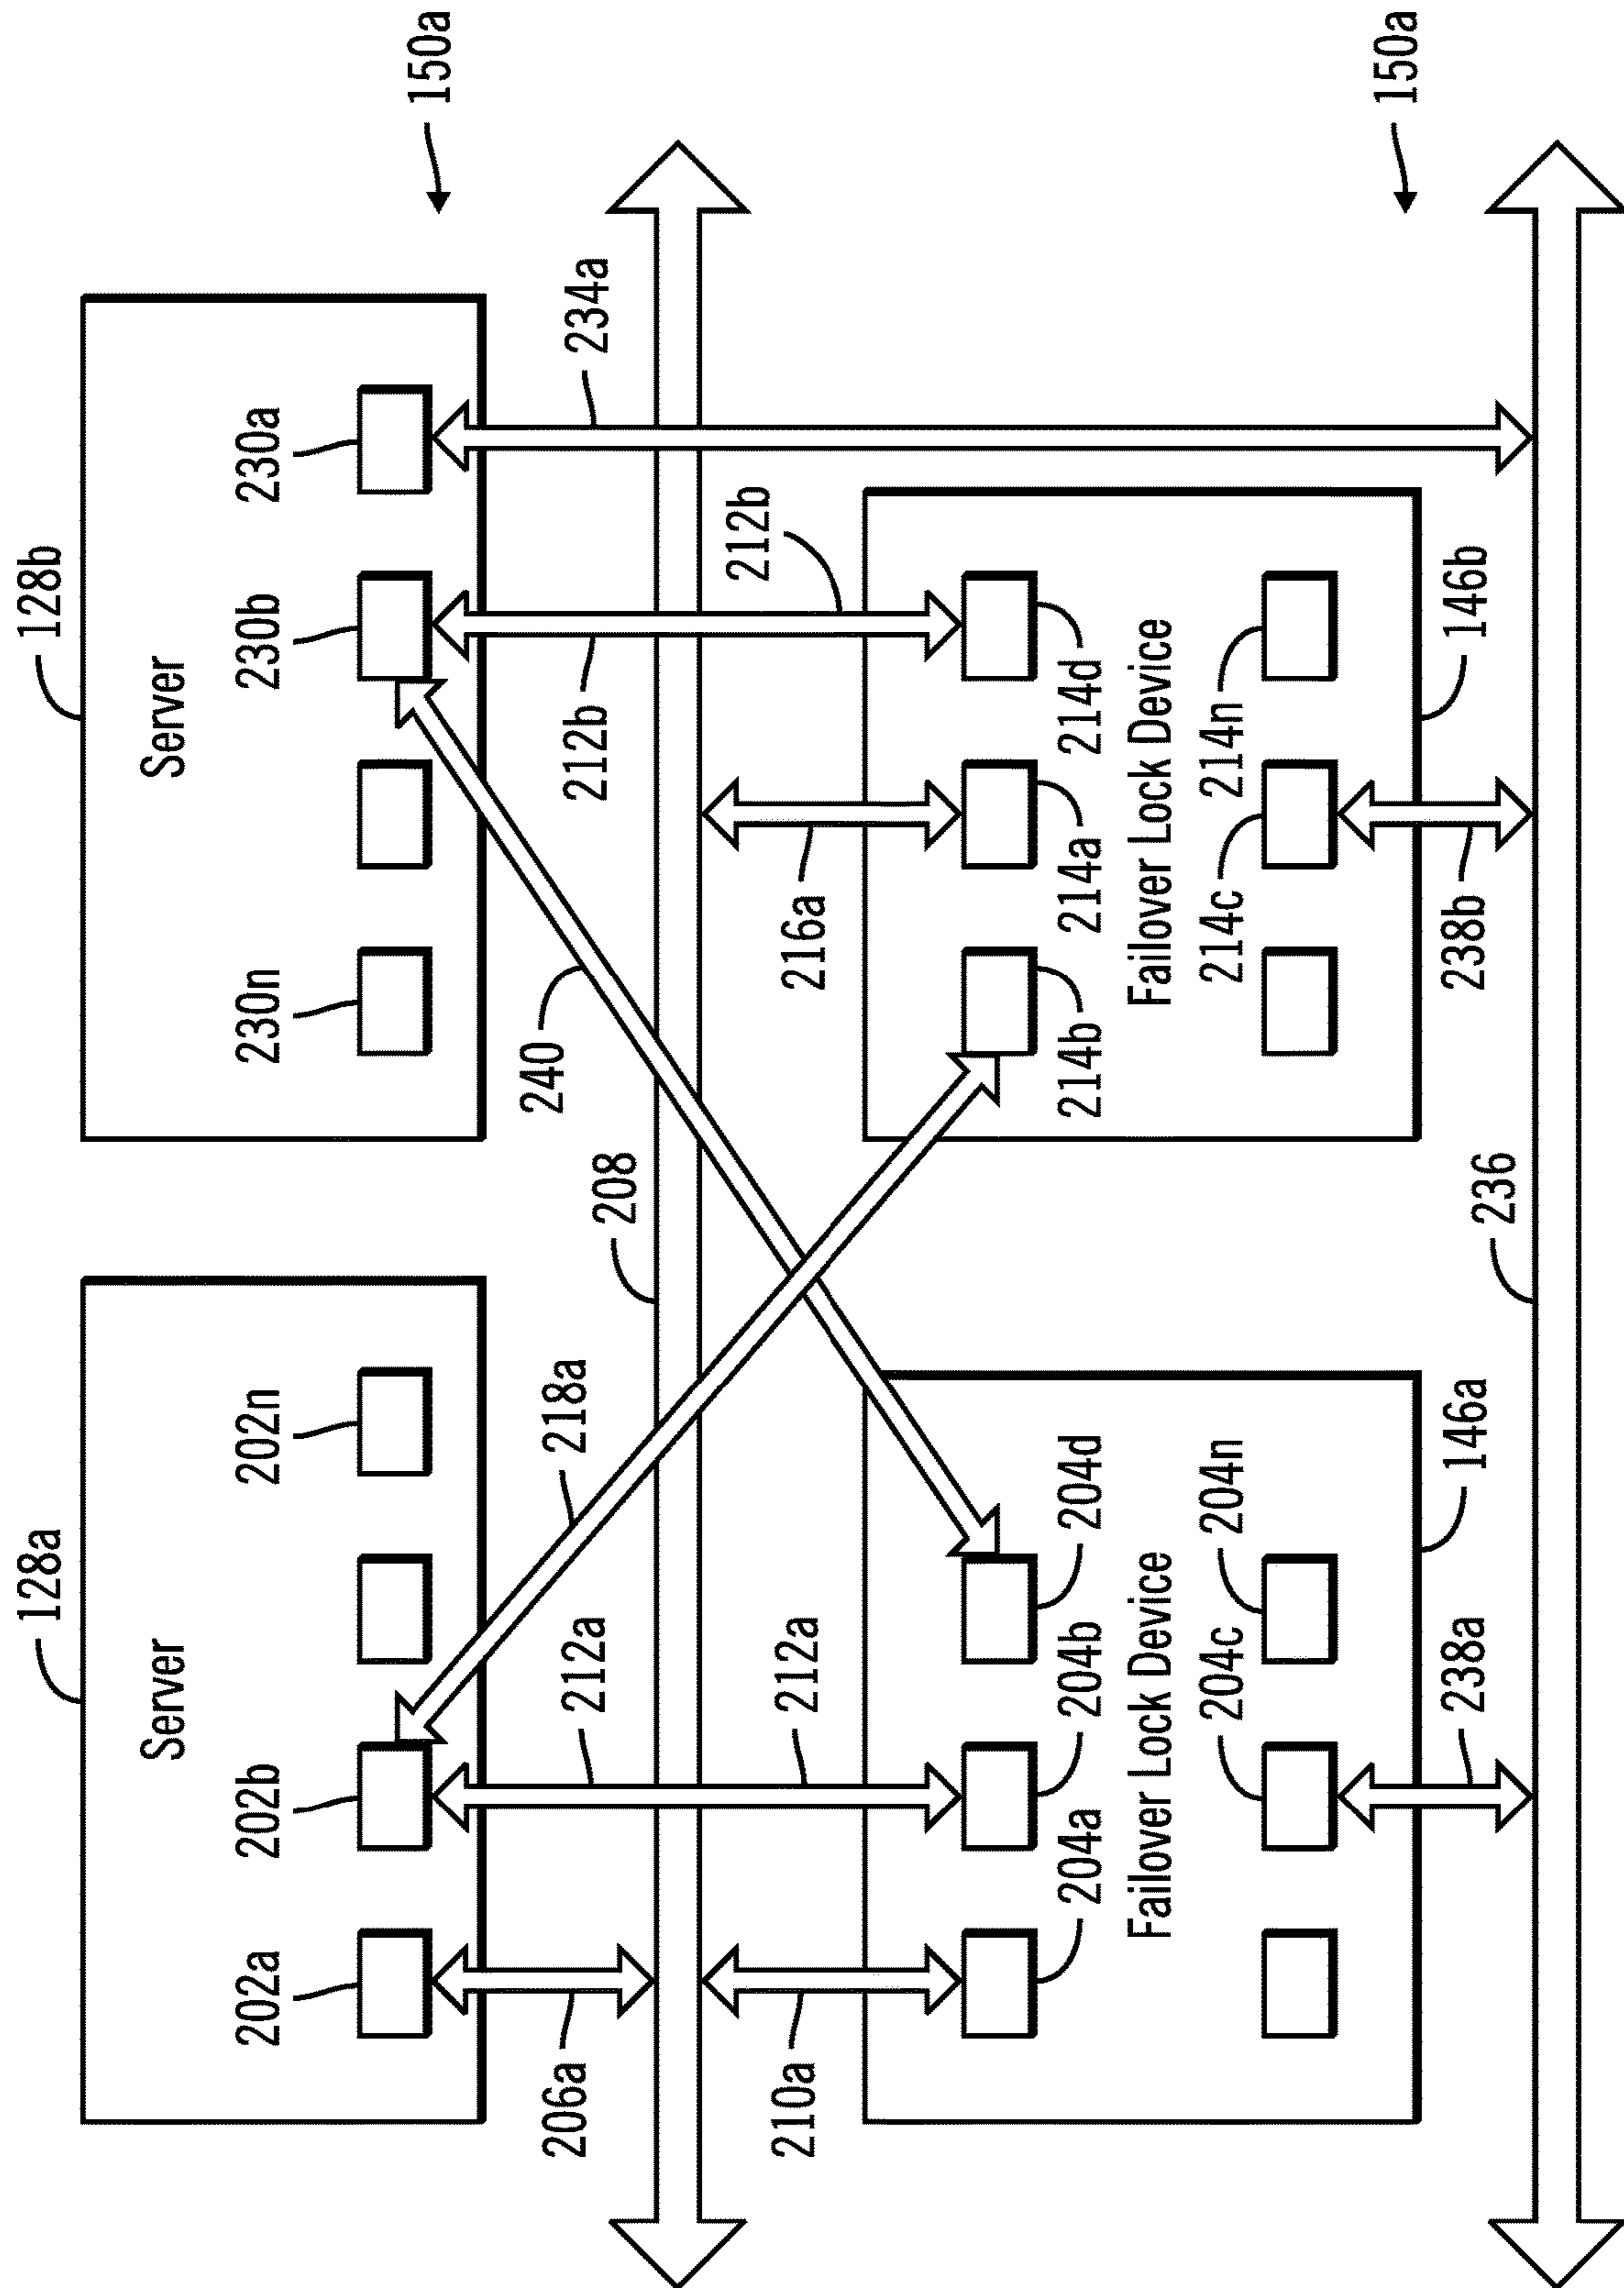 128a
128b
Server
Server
202a
202b
202n
230n
230b
230a
150a
206a
212a
218a
240
212b
234a
208
210a
212a
216a
212b
204a
204b
204d
214b
214a
214d
Failover Lock Device
Failover Lock Device
204c
204n
214c
214n
150a
238a
146a
236
238b
146b